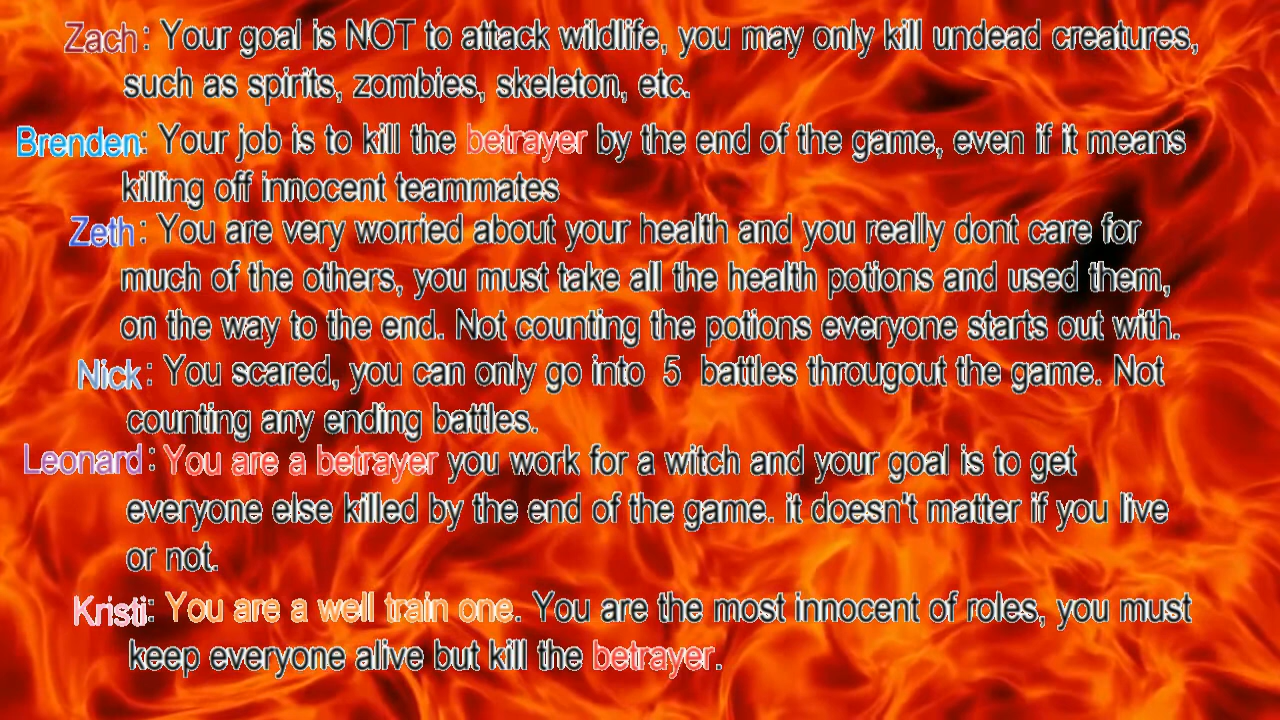 Zach: Your goal is NOT to attack wildlife, you may only kill undead creatures,
such as spirits, zombies, skeleton, etc.
Brenden: Your job is to kill the betrayer by the end of the game, even if it means
killing off innocent teammates
Zeth: You are very worried about your health and you really dont care for
much of the others, you must take all the health potions and used them,
on the way to the end. Not counting the potions everyone starts out with.
Nick: You scared, you can only go into 5 battles througout the game. Not
counting any ending battles.
Leonard: You are a betrayer you work for a witch and your goal is to get
everyone else killed by the end of the game. it doesn't matter if you live
or not.
Kristi: You are a well train one. You are the most innocent of roles, you must
keep everyone alive but kill the betrayer.